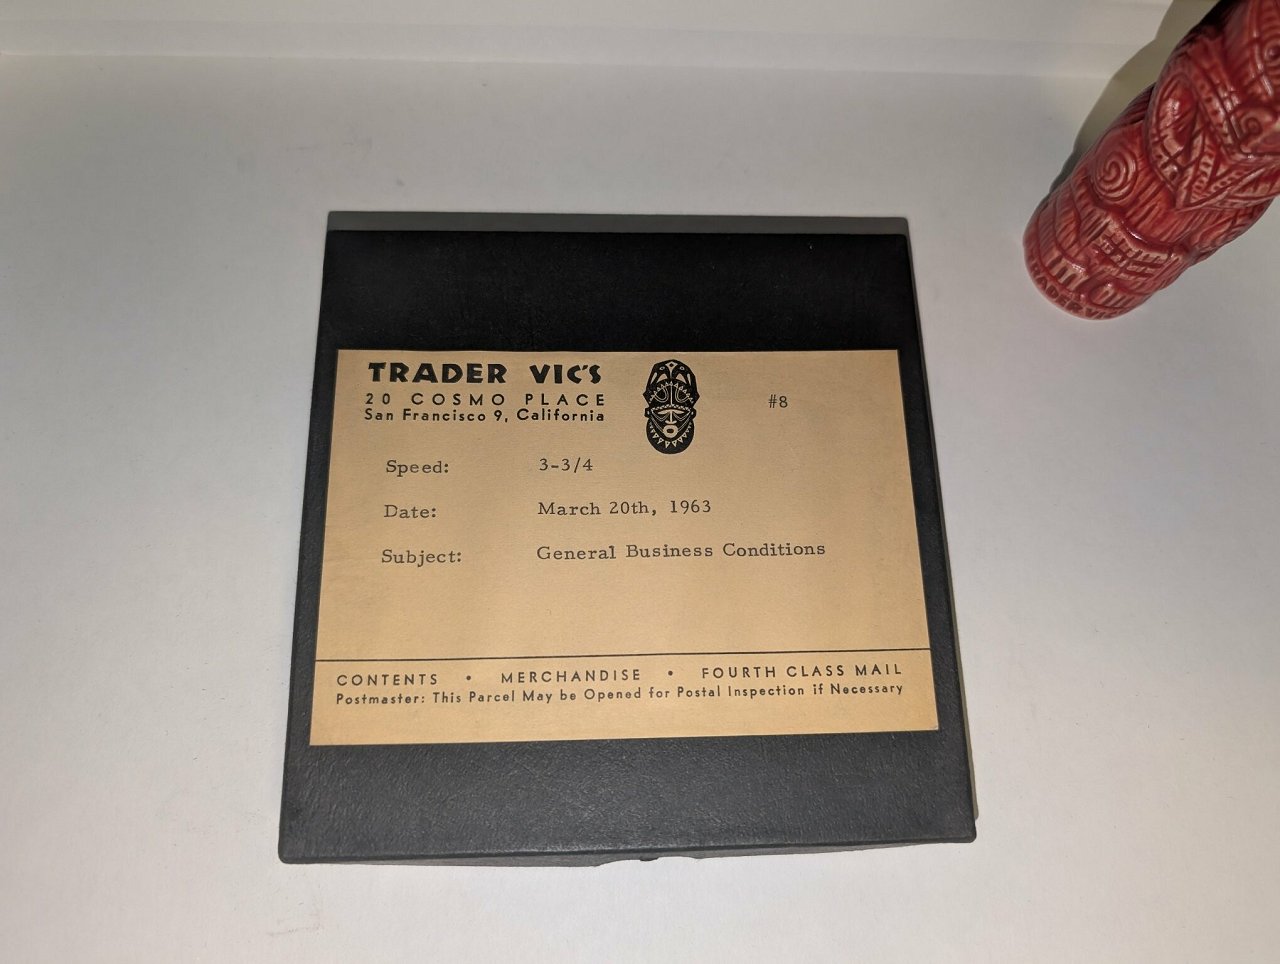 TRADER VIC'S
20 COSMO PLACE
San Francisco 9, California
#8
Speed: 3-3/4
Date: March 20th, 1963
Subject: General Business Conditions
CONTENTS • MERCHANDISE • FOURTH CLASS MAIL
Postmaster: This Parcel May be Opened for Postal Inspection if Necessary
TRADER VIC